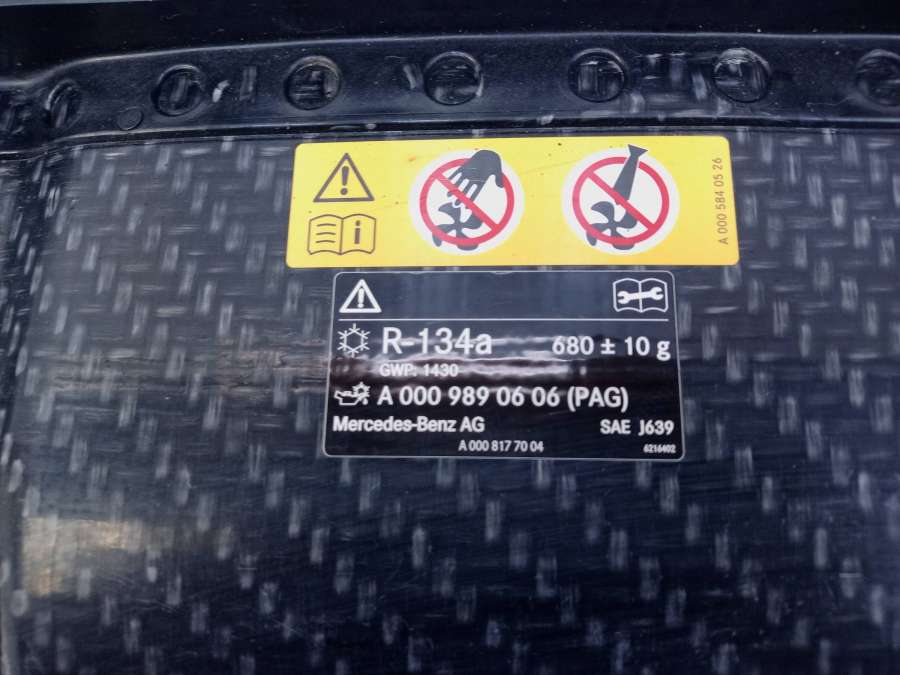 A 000 584 05 26
R-134a 680 ± 10 g
GWP: 1430
A 000 989 06 06 (PAG)
Mercedes-Benz AG SAE J639
A 000 817 70 04 6216402